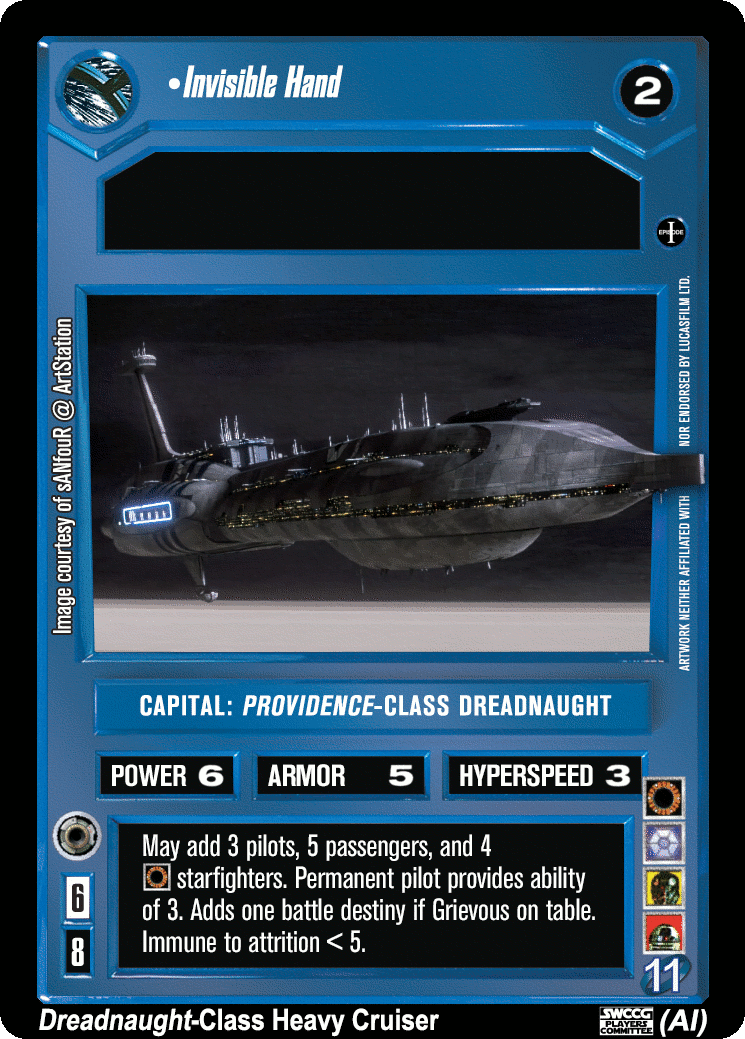 •Invisible Hand
2
EPISODE
I
Image courtesy of sANfouR @ ArtStation
ARTWORK NEITHER AFFILIATED WITH NOR ENDORSED BY LUCASFILM LTD.
CAPITAL: PROVIDENCE-CLASS DREADNAUGHT
POWER 6
ARMOR 5
HYPERSPEED 3
May add 3 pilots, 5 passengers, and 4
starfighters. Permanent pilot provides ability
of 3. Adds one battle destiny if Grievous on table.
Immune to attrition < 5.
6
8
11
Dreadnaught-Class Heavy Cruiser
SWCCG
PLAYERS
COMMITTEE
(AI)